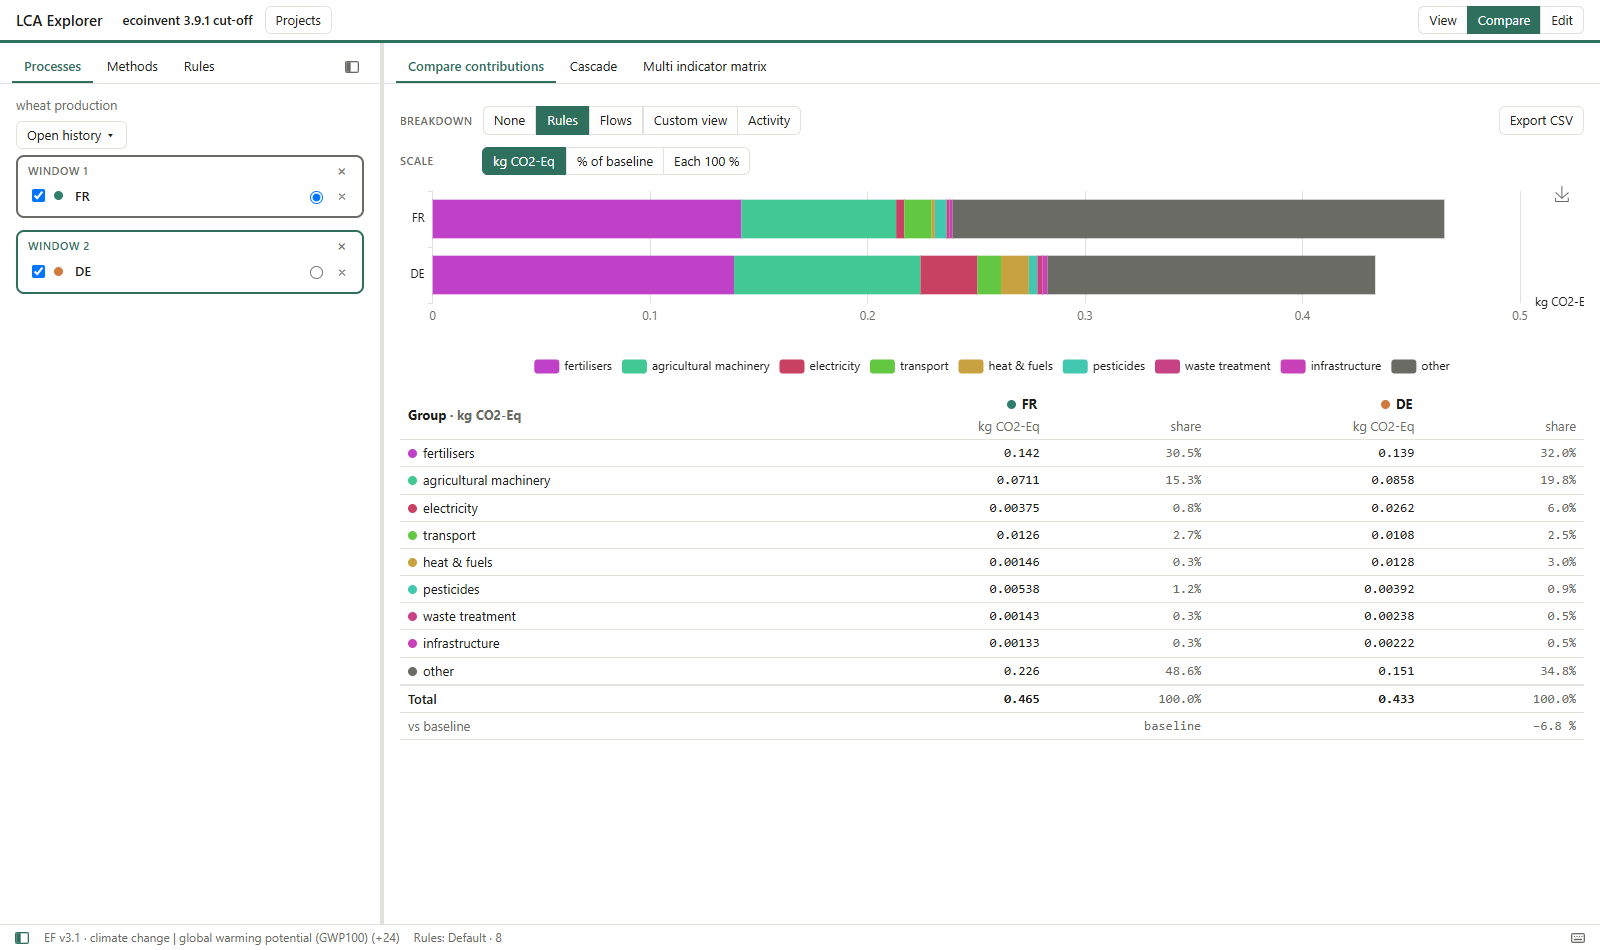 LCA Explorer ecoinvent 3.9.1 cut-off Projects View Compare Edit
Processes Methods Rules
Compare contributions Cascade Multi indicator matrix
wheat production
Open history
WINDOW 1 ×
FR ×
WINDOW 2 ×
DE ×
BREAKDOWN None Rules Flows Custom view Activity Export CSV
SCALE kg CO2-Eq % of baseline Each 100 %
FR
DE
0 0.1 0.2 0.3 0.4 0.5 kg CO2-E
fertilisers agricultural machinery electricity transport heat & fuels pesticides waste treatment infrastructure other
Group · kg CO2-Eq FR DE
kg CO2-Eq share kg CO2-Eq share
fertilisers 0.142 30.5% 0.139 32.0%
agricultural machinery 0.0711 15.3% 0.0858 19.8%
electricity 0.00375 0.8% 0.0262 6.0%
transport 0.0126 2.7% 0.0108 2.5%
heat & fuels 0.00146 0.3% 0.0128 3.0%
pesticides 0.00538 1.2% 0.00392 0.9%
waste treatment 0.00143 0.3% 0.00238 0.5%
infrastructure 0.00133 0.3% 0.00222 0.5%
other 0.226 48.6% 0.151 34.8%
Total 0.465 100.0% 0.433 100.0%
vs baseline baseline −6.8 %
EF v3.1 · climate change | global warming potential (GWP100) (+24) Rules: Default · 8